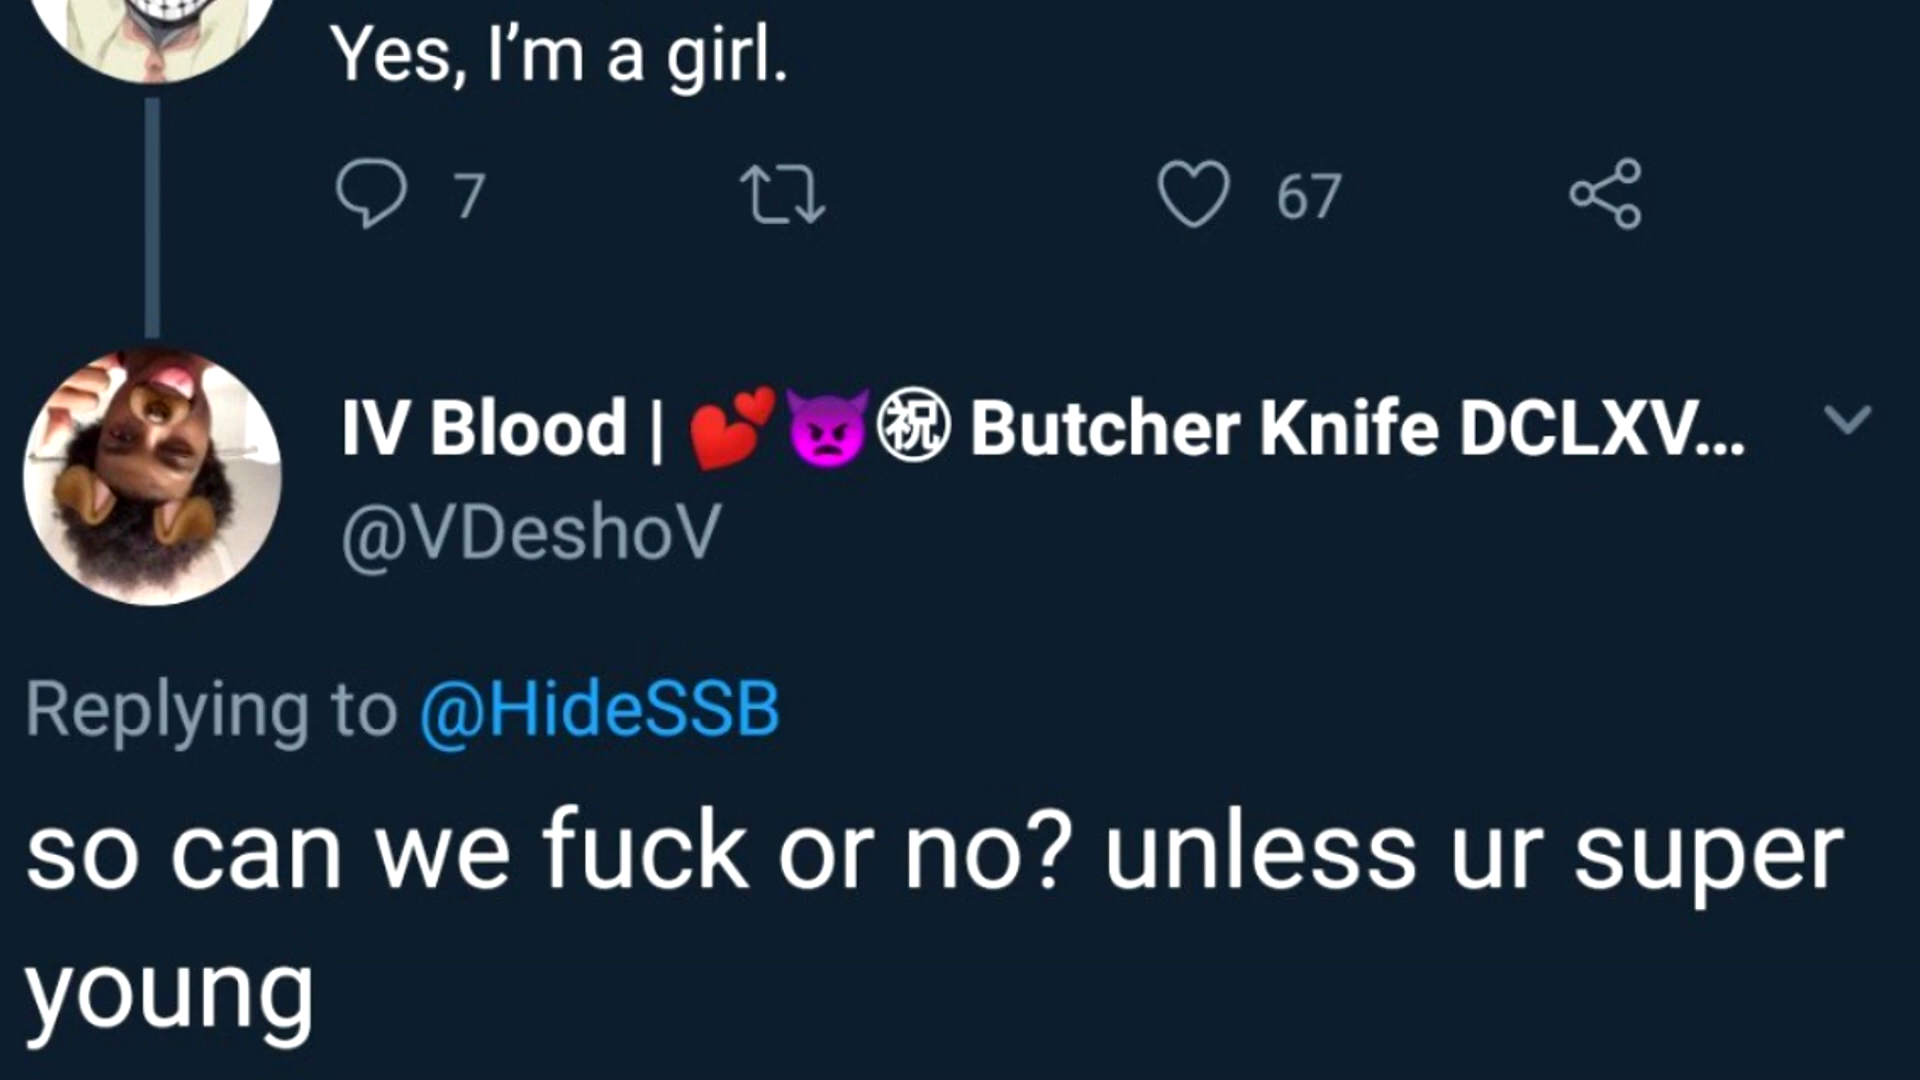 Yes, I’m a girl.
7 67
IV Blood | 💕👿㊗ Butcher Knife DCLXV...
@VDeshoV
Replying to @HideSSB
so can we fuck or no? unless ur super
young